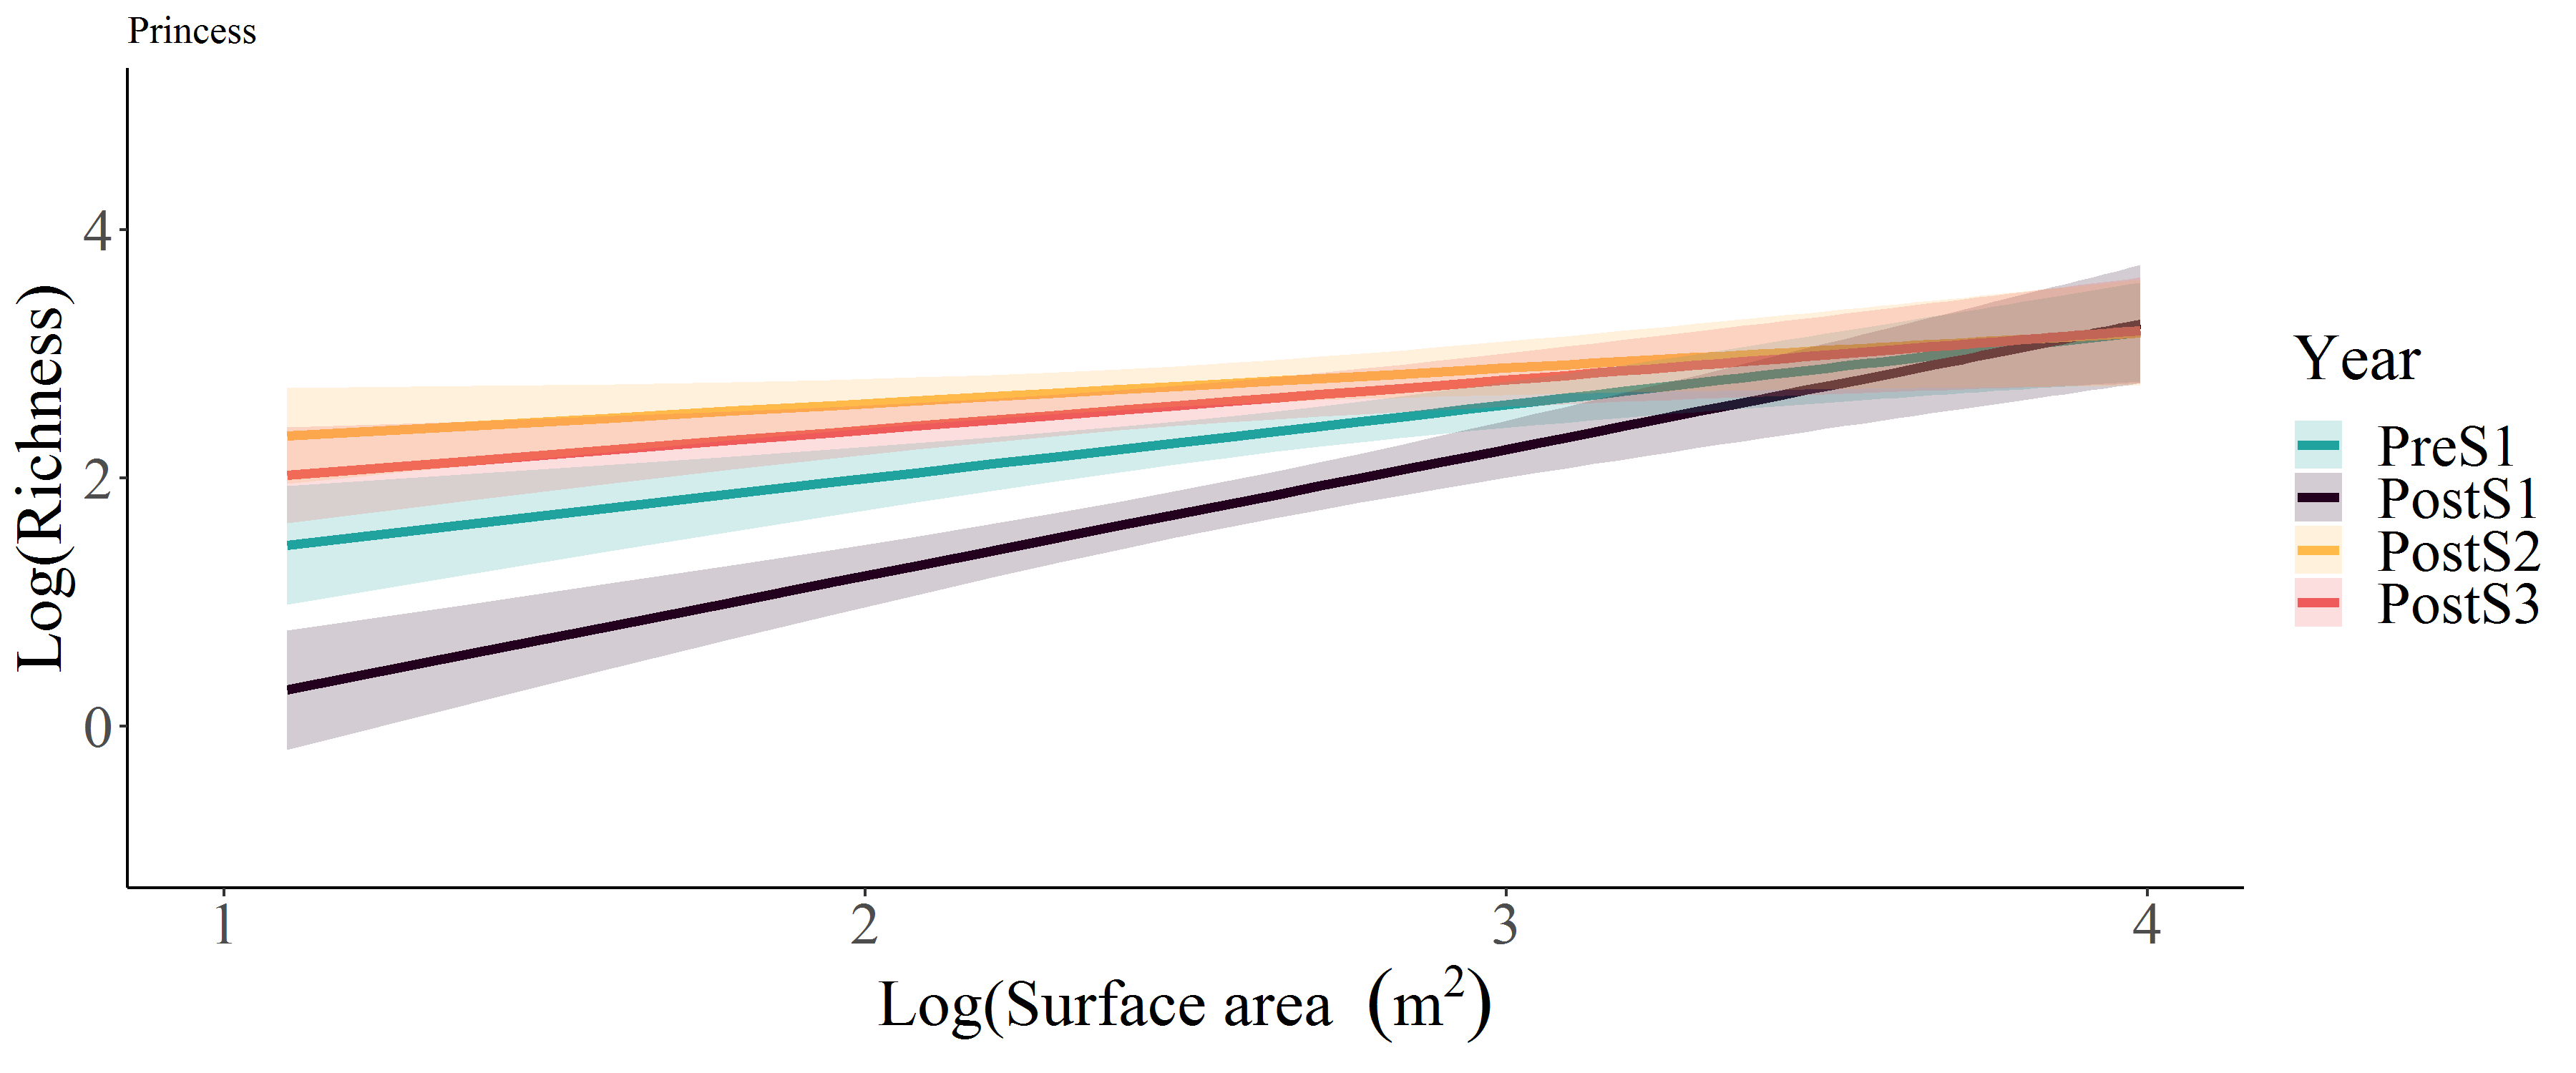 Princess
Log(Richness)
4
2
0
1 2 3 4
Log(Surface area (m²)
Year
PreS1
PostS1
PostS2
PostS3